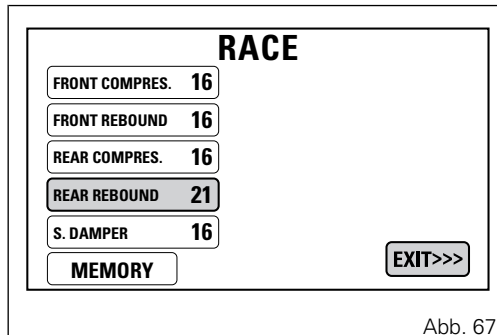 RACE
FRONT COMPRES. 16
FRONT REBOUND 16
REAR COMPRES. 16
REAR REBOUND 21
S. DAMPER 16
MEMORY
EXIT>>>
Abb. 67